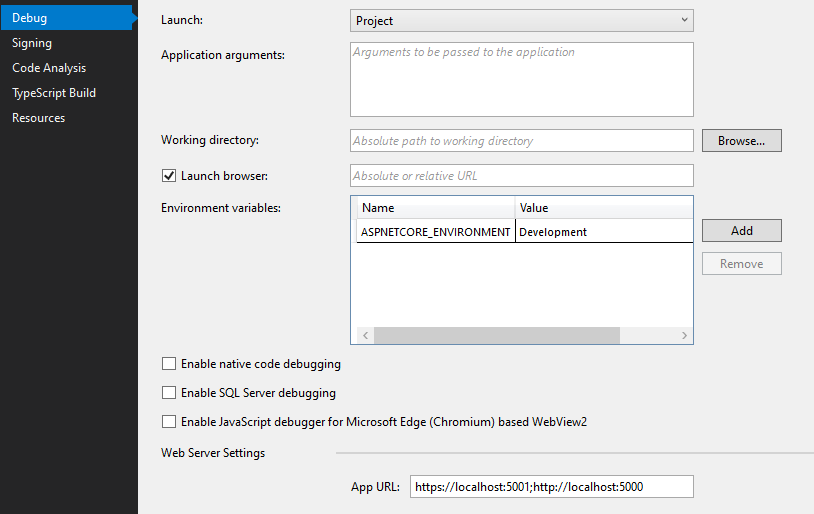 Debug
Signing
Code Analysis
TypeScript Build
Resources
Launch: Project
Application arguments: Arguments to be passed to the application
Working directory: Absolute path to working directory Browse...
Launch browser: Absolute or relative URL
Environment variables: Name Value
ASPNETCORE_ENVIRONMENT Development
Add
Remove
Enable native code debugging
Enable SQL Server debugging
Enable JavaScript debugger for Microsoft Edge (Chromium) based WebView2
Web Server Settings
App URL: https://localhost:5001;http://localhost:5000